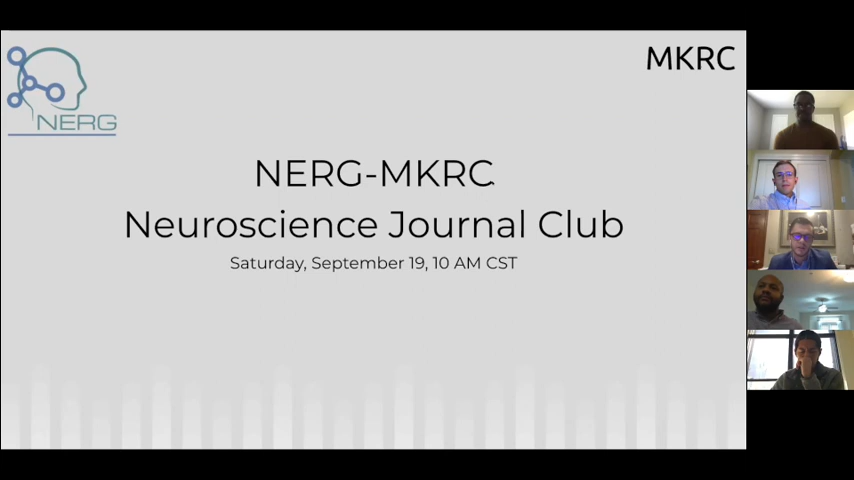 MKRC
NERG
NERG-MKRC
Neuroscience Journal Club
Saturday, September 19, 10 AM CST